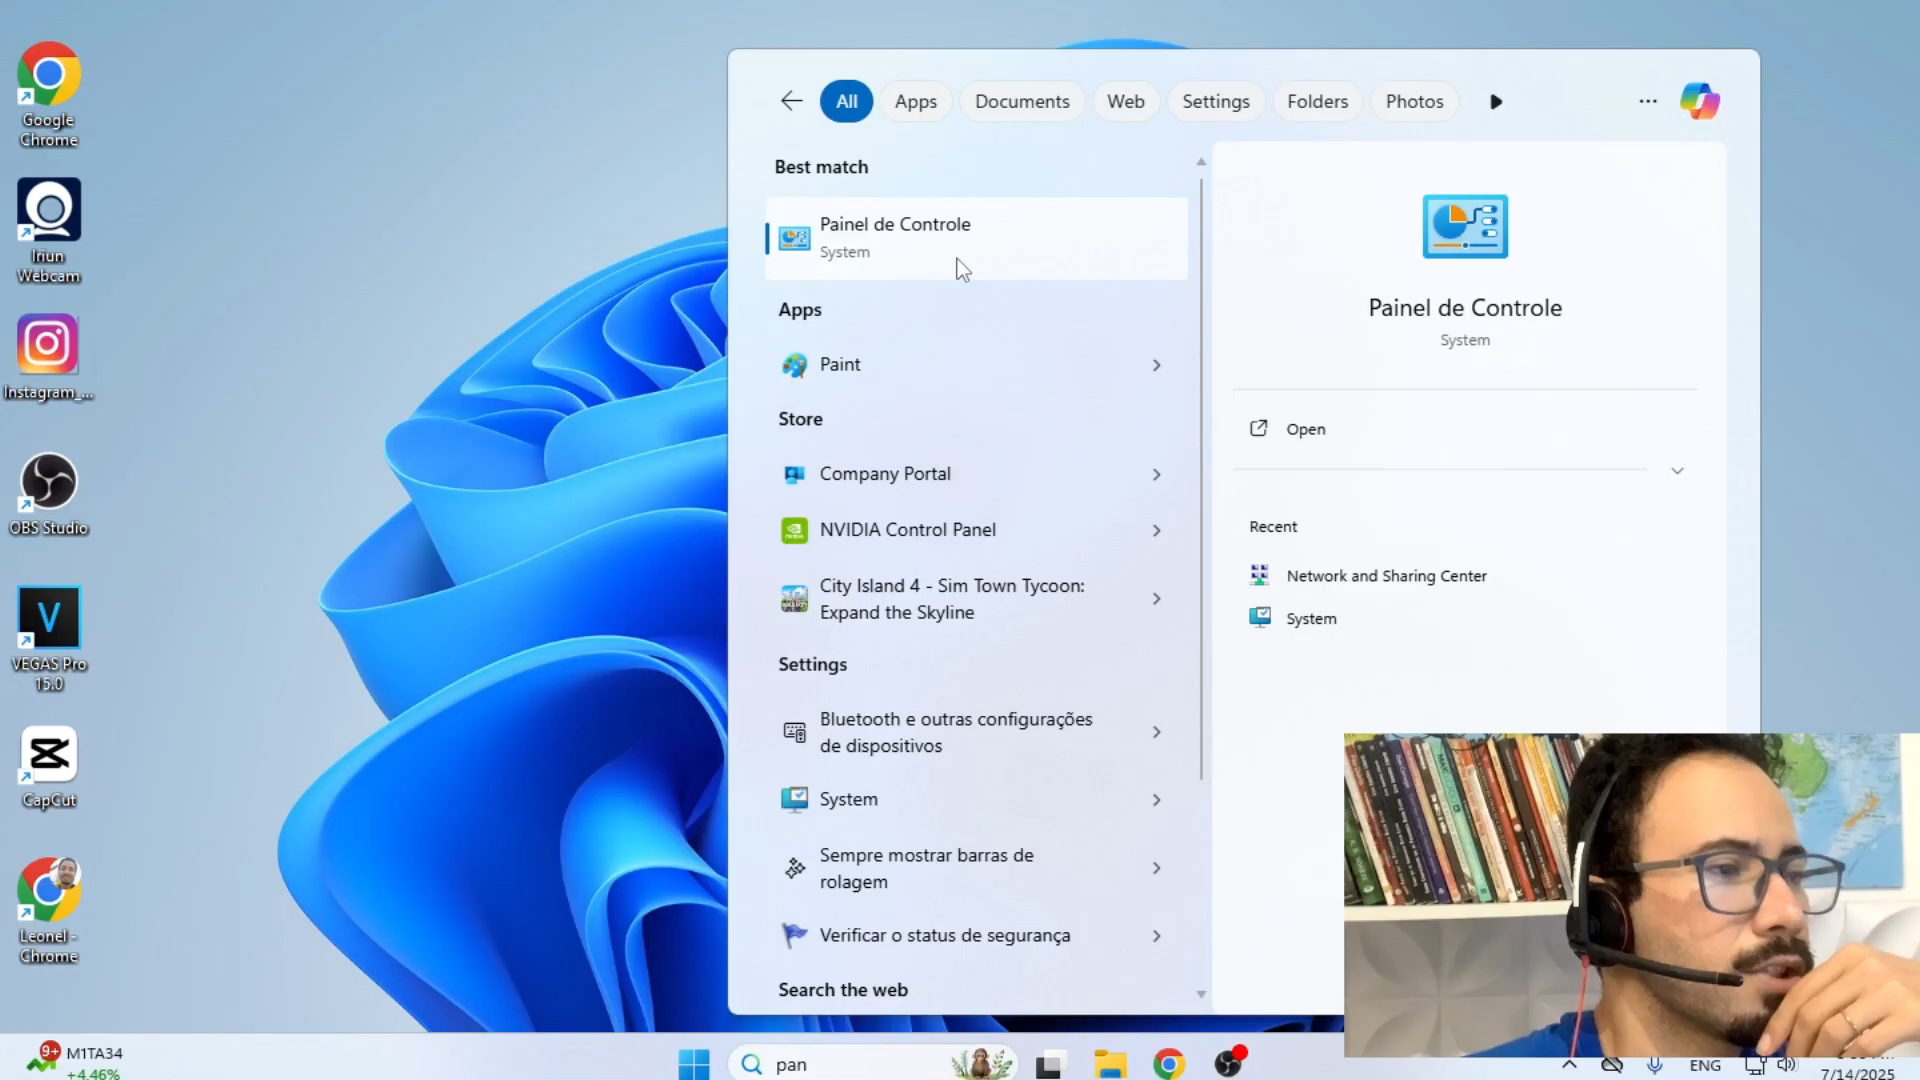 Google
Chrome
Iriun
Webcam
Instagram_...
OBS Studio
VEGAS Pro
15.0
CapCut
Leonel -
Chrome
All
Apps
Documents
Web
Settings
Folders
Photos
Best match
Painel de Controle
System
Apps
Paint
Store
Company Portal
NVIDIA Control Panel
City Island 4 - Sim Town Tycoon:
Expand the Skyline
Settings
Bluetooth e outras configurações
de dispositivos
System
Sempre mostrar barras de
rolagem
Verificar o status de segurança
Search the web
Painel de Controle
System
Open
Recent
Network and Sharing Center
System
9+
M1TA34
+4.46%
pan
ENG
7/14/2025